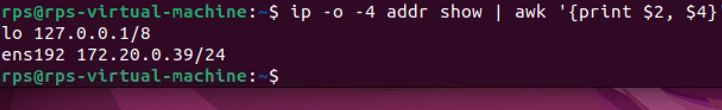 rps@rps-virtual-machine:~$ ip -o -4 addr show | awk '{print $2, $4}'
lo 127.0.0.1/8
ens192 172.20.0.39/24
rps@rps-virtual-machine:~$